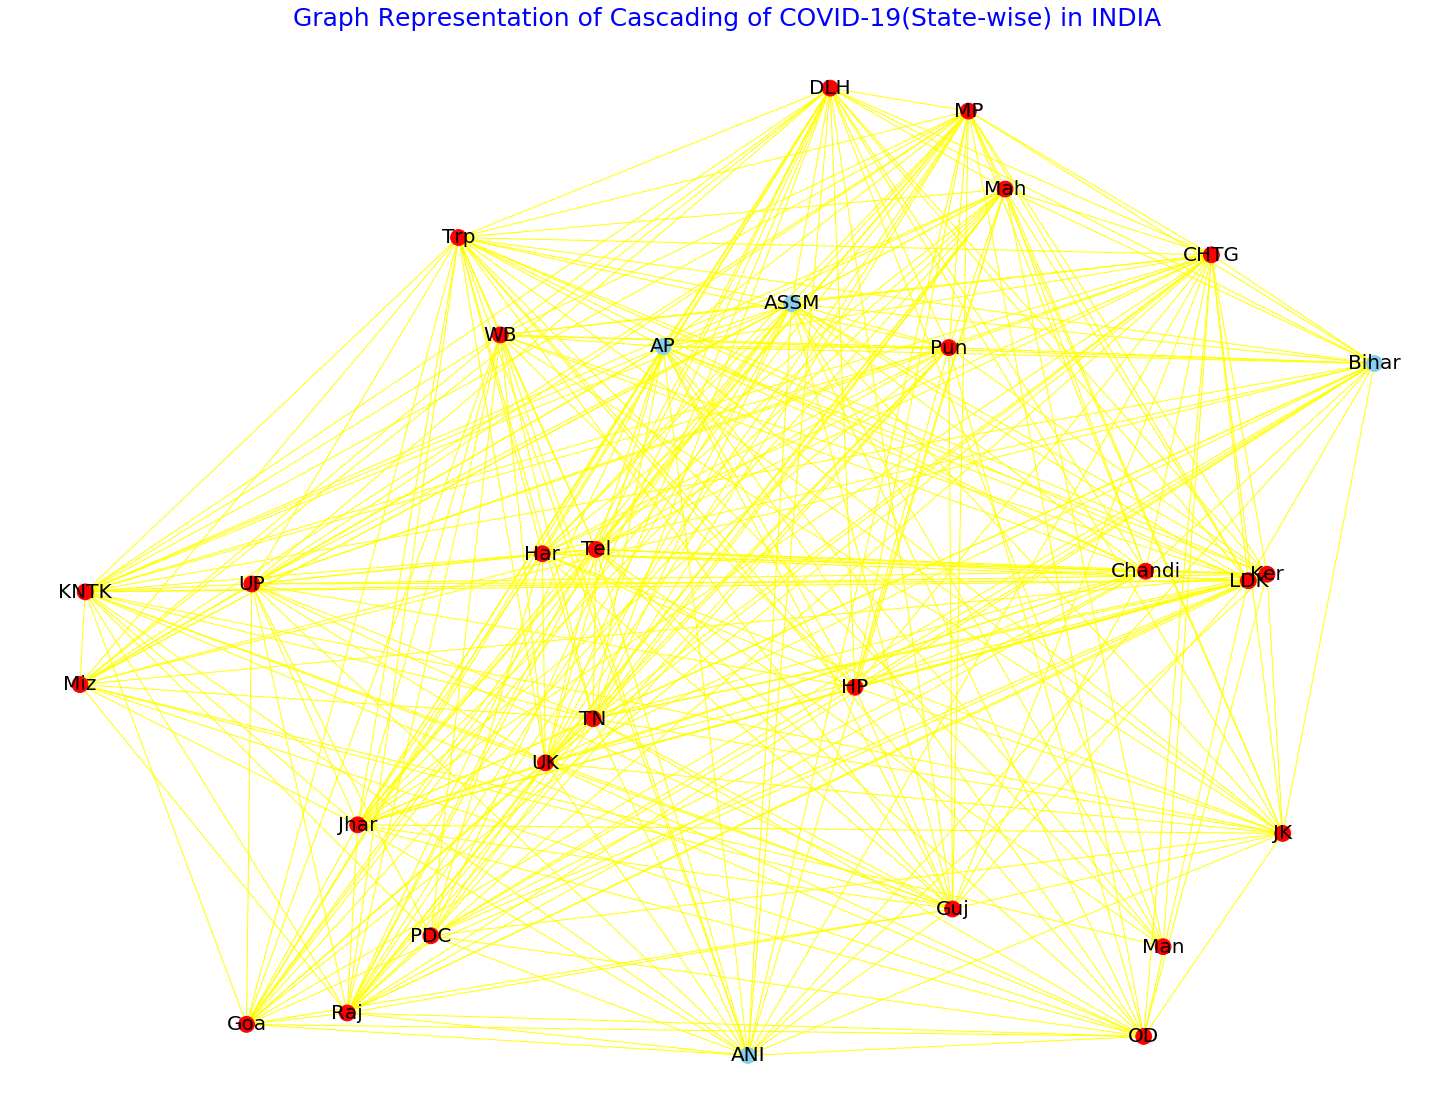 Graph Representation of Cascading of COVID-19(State-wise) in INDIA
DLH
MP
Mah
Trp
CHTG
ASSM
WB
AP
Pun
Bihar
Har
Tel
Chandi
Ker
LDK
KNTK
UP
Miz
HP
TN
UK
Jhar
JK
Guj
PDC
Man
Raj
Goa
OD
ANI